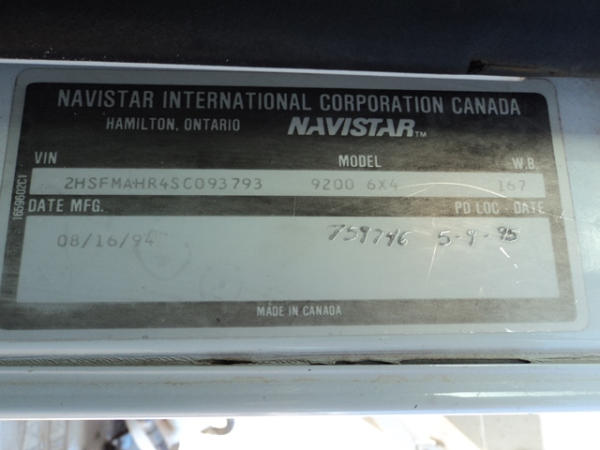 NAVISTAR INTERNATIONAL CORPORATION CANADA
HAMILTON, ONTARIO NAVISTAR™
VIN MODEL W.B.
2HSFMAHR4SC093793 9200 6X4 167
DATE MFG. PD LOC - DATE
08/16/94 759746 5-9-95
MADE IN CANADA
1659602C1